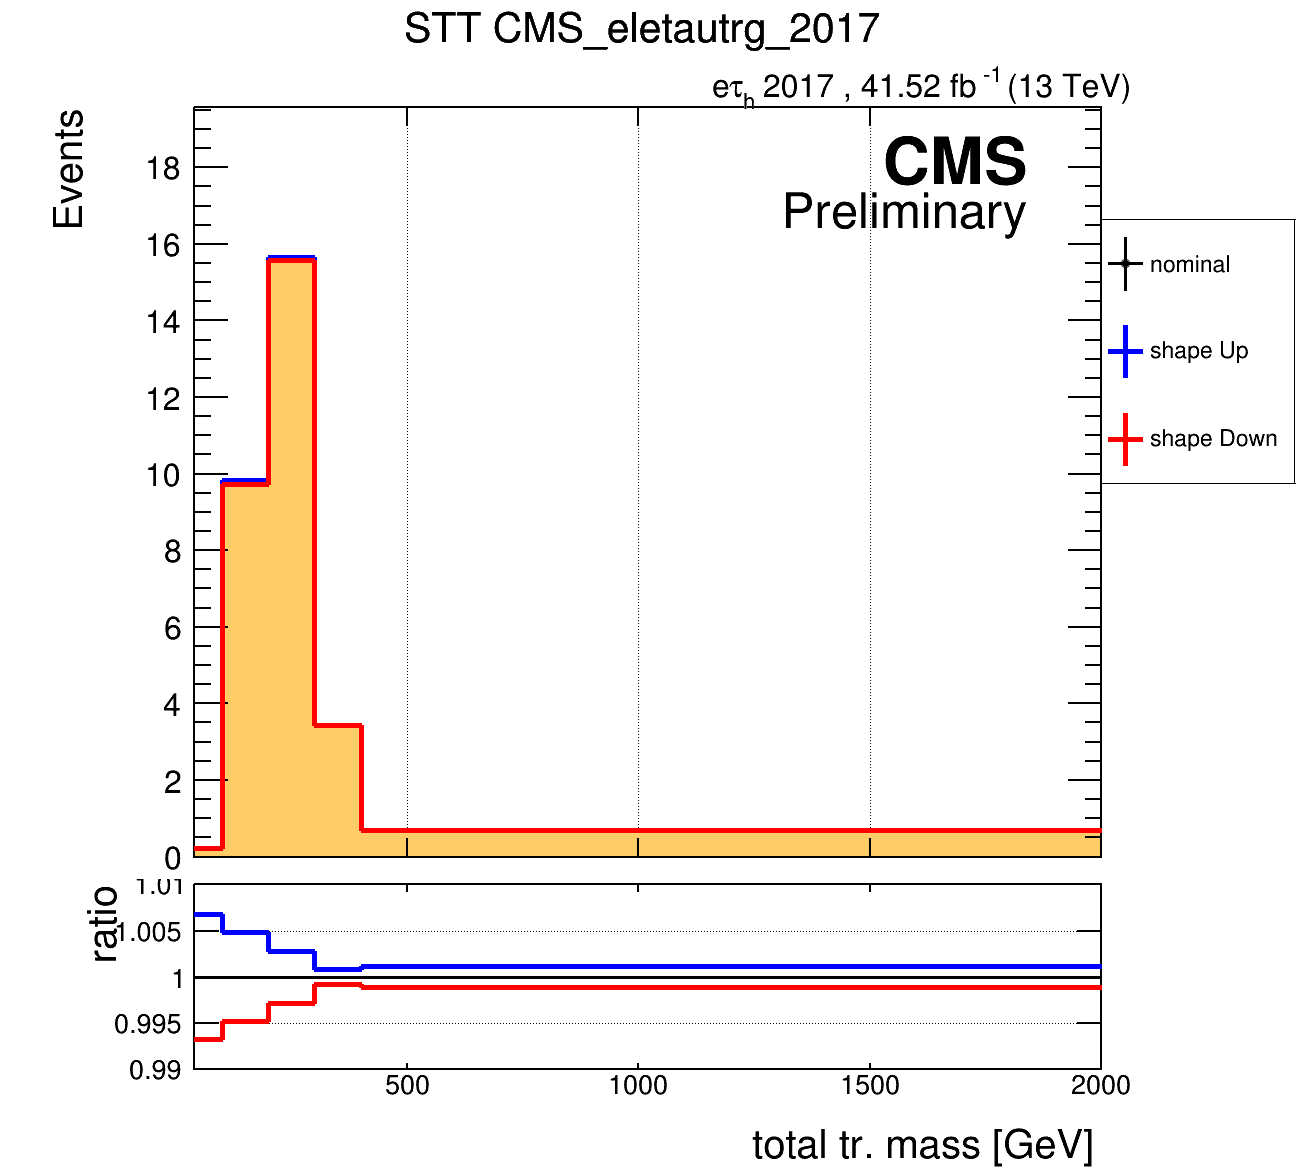 STT CMS_eletautrg_2017
eτh 2017 , 41.52 fb -1 (13 TeV)
Events
CMS
Preliminary
18
16
14
12
10
8
6
4
2
0
nominal
shape Up
shape Down
ratio
1.01
1.005
1
0.995
0.99
500
1000
1500
2000
total tr. mass [GeV]